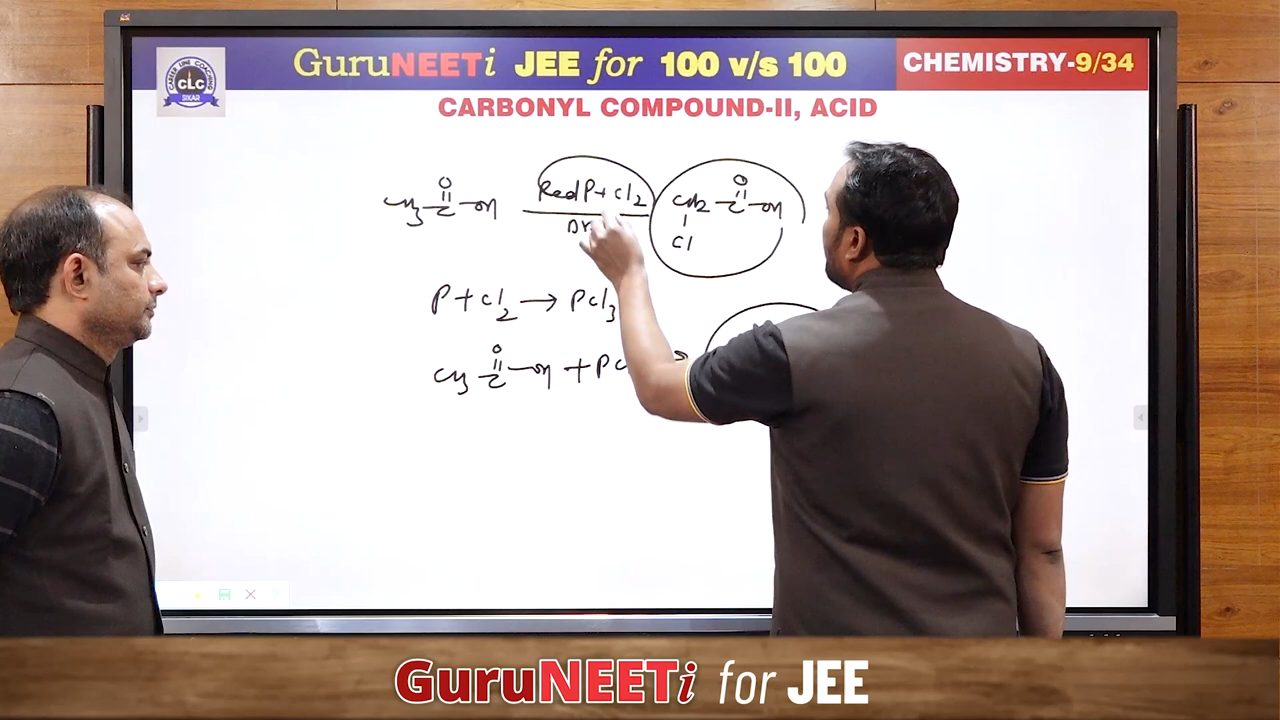 GuruNEETi JEE for 100 v/s 100
CHEMISTRY-9/34
CAREER LINE COACHING
CLC
SIKAR
CARBONYL COMPOUND-II, ACID
O
CH3-C-OH
Red P + Cl2
O
CH2-C-OH
Cl
P + Cl2 → PCl3
O
CH3 C-OH + PC
GuruNEETi for JEE